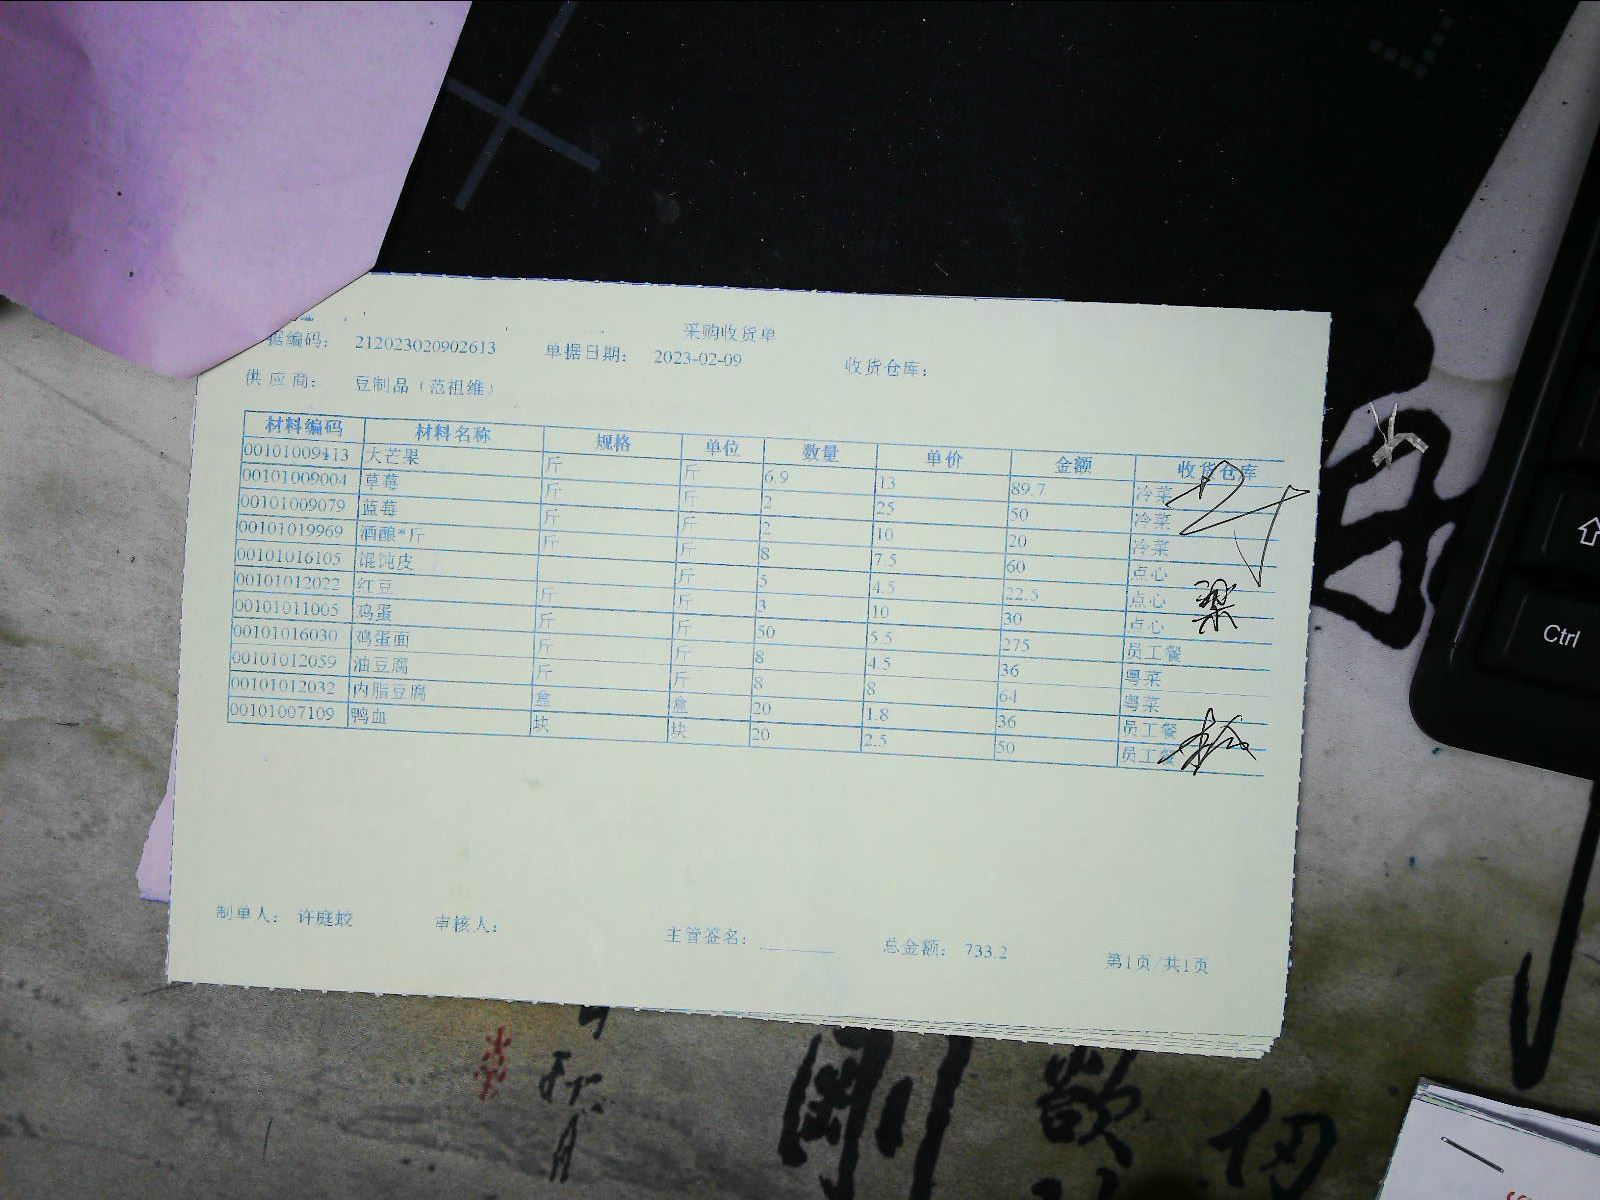 采购收货单
据编码： 212023020902613 单据日期： 2023-02-09 收货仓库：
供应商： 豆制品（范祖维）
材料编码 材料名称 规格 单位 数量 单价 金额 收货仓库
00101009413 大芒果 斤 斤 6.9 13 89.7 冷菜
00101009004 草莓 斤 斤 2 25 50 冷菜
00101009079 蓝莓 斤 斤 2 10 20 冷菜
00101019969 酒酿*斤 斤 斤 8 7.5 60 点心
00101016105 馄饨皮 斤 5 4.5 22.5 点心
00101012022 红豆 斤 斤 3 10 30 点心
00101011005 鸡蛋 斤 斤 50 5.5 275 员工餐
00101016030 鸡蛋面 斤 斤 8 4.5 36 粤菜
00101012059 油豆腐 斤 斤 8 8 64 粤菜
00101012032 内脂豆腐 盒 盒 20 1.8 36 员工餐
00101007109 鸭血 块 块 20 2.5 50 员工餐
梁
制单人： 许庭蛟 审核人： 主管签名： 总金额： 733.2 第1页/共1页
Ctrl